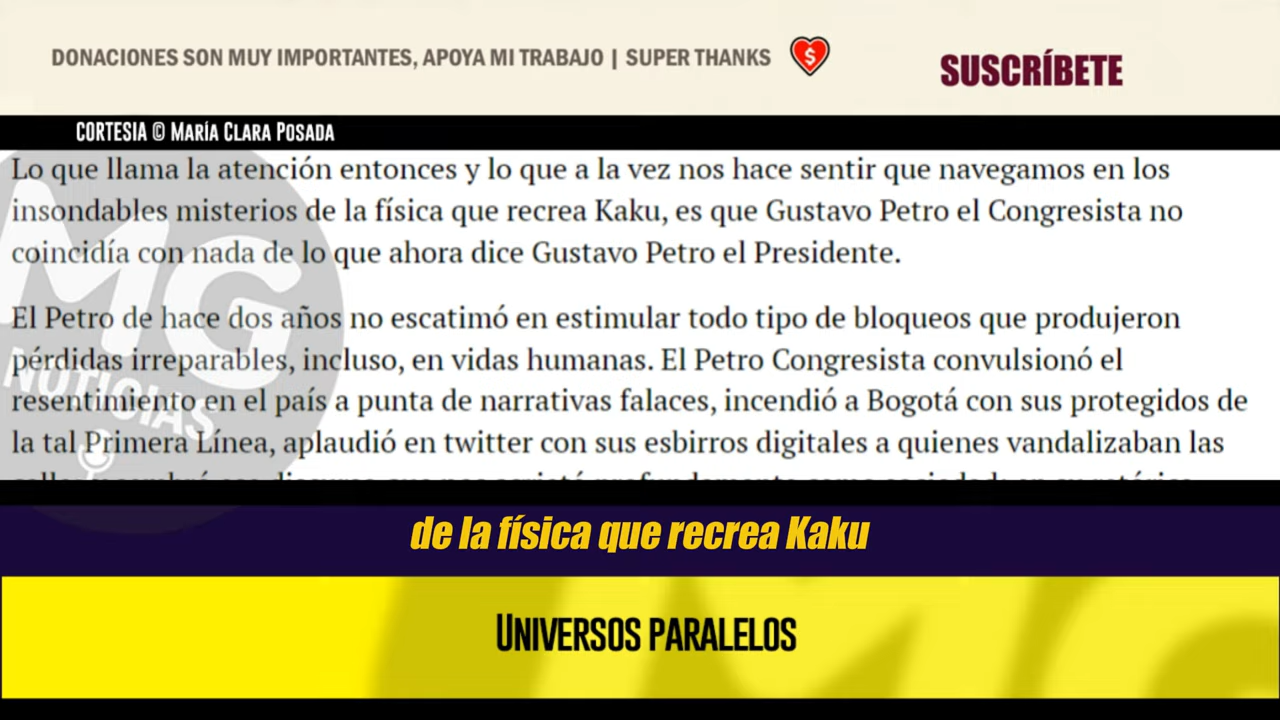 DONACIONES SON MUY IMPORTANTES, APOYA MI TRABAJO | SUPER THANKS
$
SUSCRÍBETE
CORTESIA © MARÍA CLARA POSADA
Lo que llama la atención entonces y lo que a la vez nos hace sentir que navegamos en los
insondables misterios de la física que recrea Kaku, es que Gustavo Petro el Congresista no
coincidía con nada de lo que ahora dice Gustavo Petro el Presidente.
El Petro de hace dos años no escatimó en estimular todo tipo de bloqueos que produjeron
pérdidas irreparables, incluso, en vidas humanas. El Petro Congresista convulsionó el
resentimiento en el país a punta de narrativas falaces, incendió a Bogotá con sus protegidos de
la tal Primera Línea, aplaudió en twitter con sus esbirros digitales a quienes vandalizaban las
MG
NOTICIAS
de la física que recrea Kaku
UNIVERSOS PARALELOS